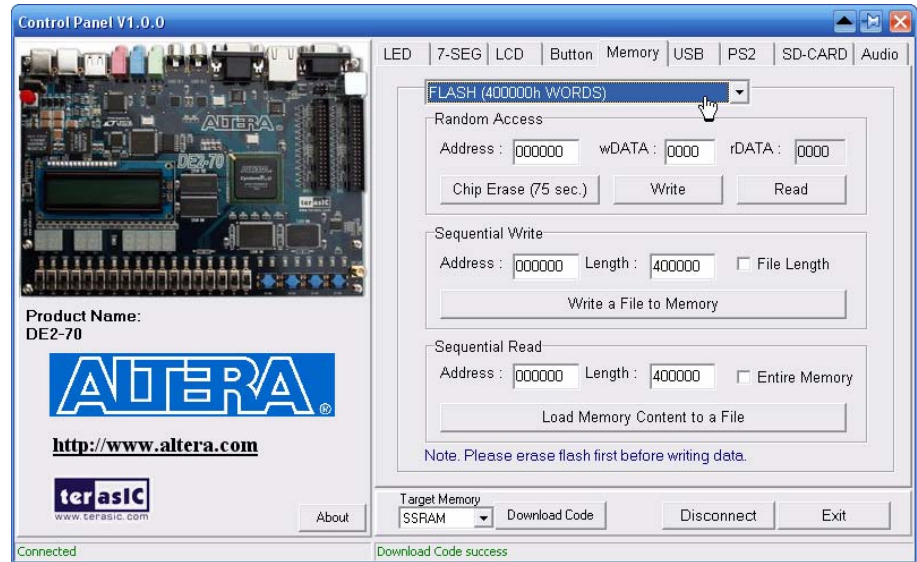 Control Panel V1.0.0
LED 7-SEG LCD Button Memory USB PS2 SD-CARD Audio
FLASH (400000h WORDS)
Random Access
Address : 000000 wDATA : 0000 rDATA : 0000
Chip Erase (75 sec.) Write Read
Sequential Write
Address : 000000 Length : 400000 File Length
Write a File to Memory
Sequential Read
Address : 000000 Length : 400000 Entire Memory
Load Memory Content to a File
Note. Please erase flash first before writing data.
ALTERA
DE2-70
terasic
Product Name:
DE2-70
ALTERA
®
http://www.altera.com
terasIC
www.terasic.com
About
Target Memory
SSRAM Download Code Disconnect Exit
Connected Download Code success